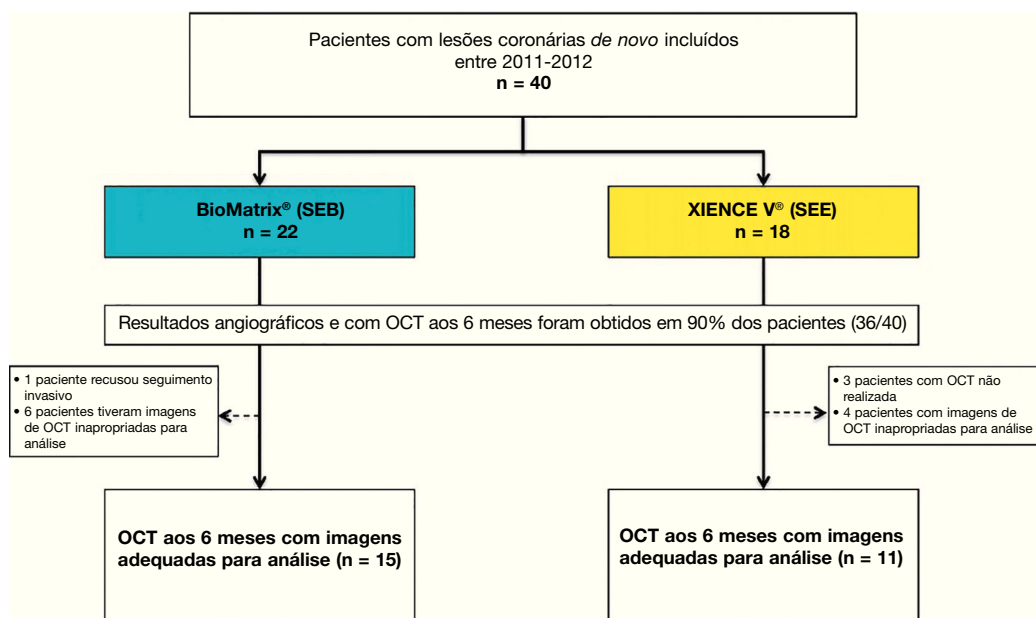 Pacientes com lesões coronárias de novo incluídos
entre 2011-2012
n = 40
BioMatrix® (SEB)
n = 22
XIENCE V® (SEE)
n = 18
Resultados angiográficos e com OCT aos 6 meses foram obtidos em 90% dos pacientes (36/40)
• 1 paciente recusou seguimento
invasivo
• 6 pacientes tiveram imagens
de OCT inapropriadas para
análise
• 3 pacientes com OCT não
realizada
• 4 pacientes com imagens de
OCT inapropriadas para análise
OCT aos 6 meses com imagens
adequadas para análise (n = 15)
OCT aos 6 meses com imagens
adequadas para análise (n = 11)